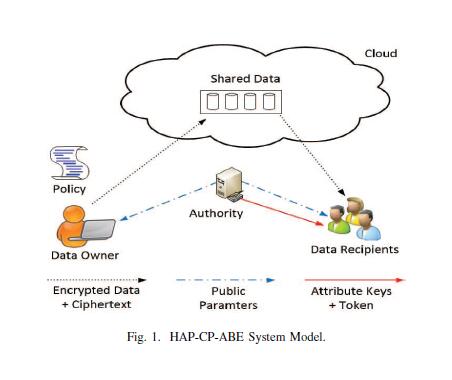 Cloud
Shared Data
Policy
Authority
Data Owner
Data Recipients
Encrypted Data
+ Ciphertext
Public
Paramters
Attribute Keys
+ Token
Fig. 1. HAP-CP-ABE System Model.